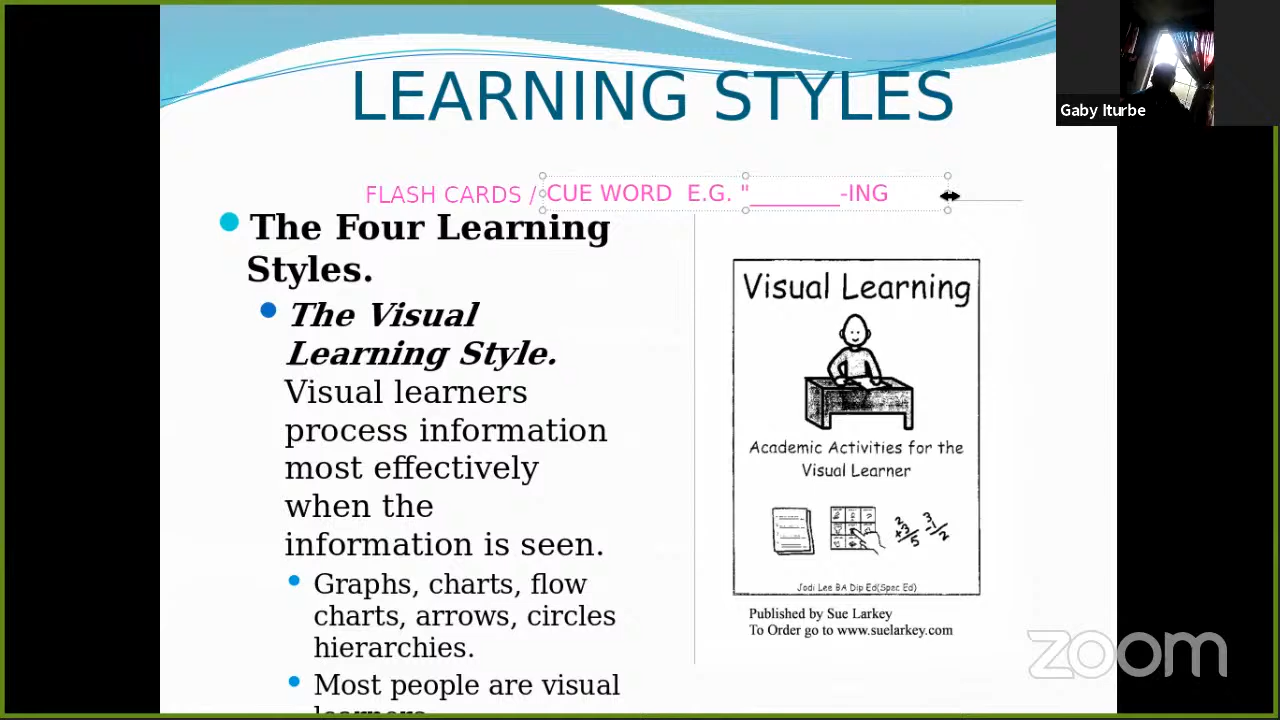 LEARNING STYLES
Gaby Iturbe
FLASH CARDS / CUE WORD E.G. "________-ING
The Four Learning
Styles.
The Visual
Learning Style.
Visual learners
process information
most effectively
when the
information is seen.
Graphs, charts, flow
charts, arrows, circles
hierarchies.
Most people are visual
Visual Learning
Academic Activities for the
Visual Learner
Jodi Lee BA Dip Ed(Spec Ed)
Published by Sue Larkey
To Order go to www.suelarkey.com
zoom